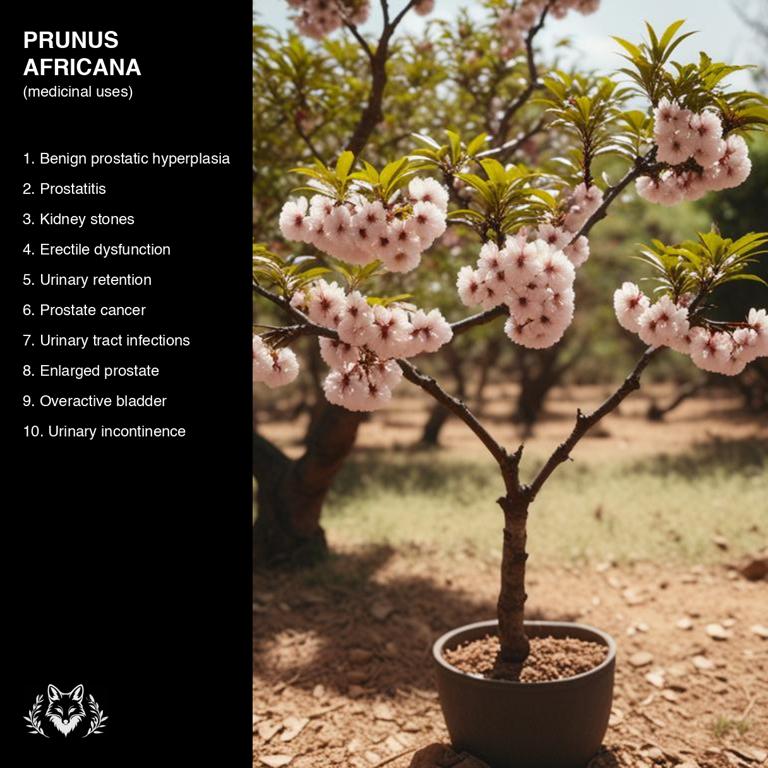 PRUNUS
AFRICANA
(medicinal uses)
1. Benign prostatic hyperplasia
2. Prostatitis
3. Kidney stones
4. Erectile dysfunction
5. Urinary retention
6. Prostate cancer
7. Urinary tract infections
8. Enlarged prostate
9. Overactive bladder
10. Urinary incontinence